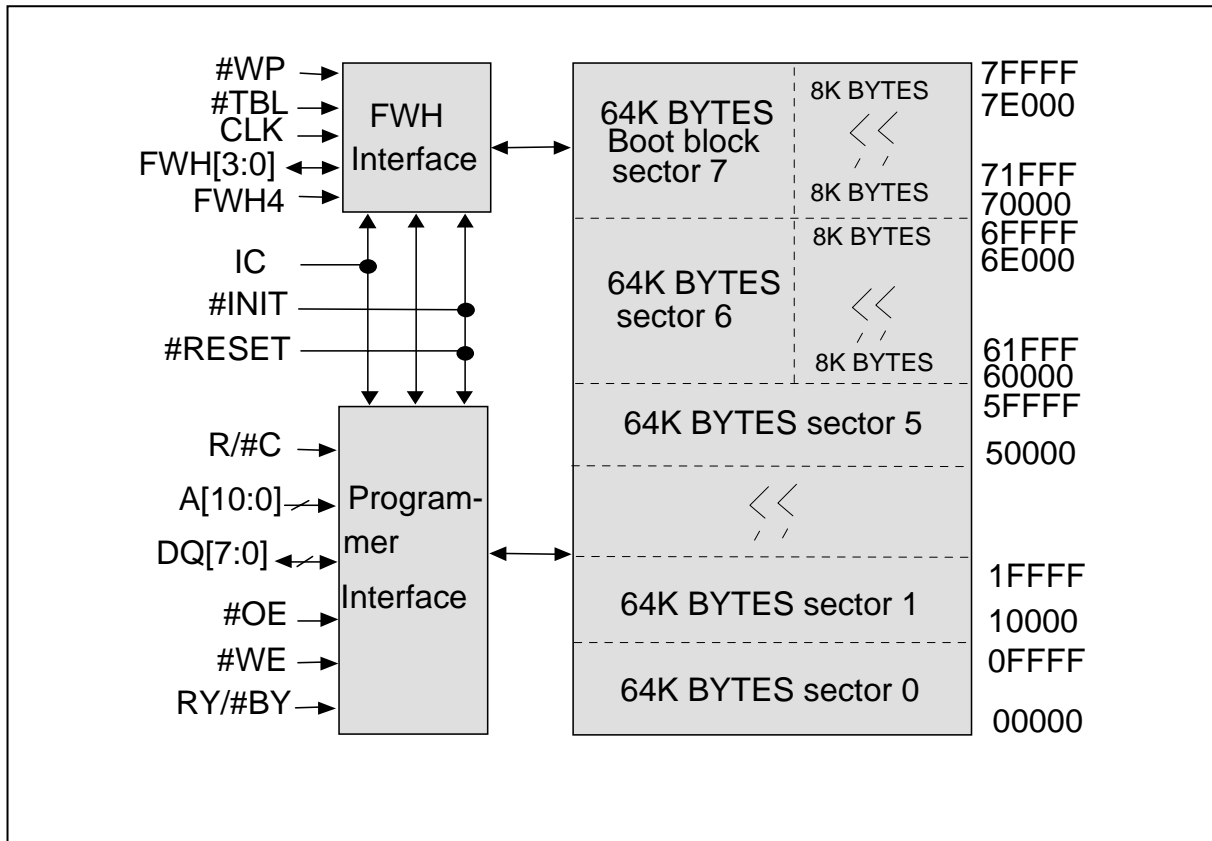 #WP
#TBL
CLK
FWH[3:0]
FWH4
FWH
Interface
IC
#INIT
#RESET
R/#C
A[10:0]
DQ[7:0]
#OE
#WE
RY/#BY
Program-
mer
Interface
64K BYTES
Boot block
sector 7
8K BYTES
8K BYTES
64K BYTES
sector 6
8K BYTES
8K BYTES
64K BYTES sector 5
64K BYTES sector 1
64K BYTES sector 0
7FFFF
7E000
71FFF
70000
6FFFF
6E000
61FFF
60000
5FFFF
50000
1FFFF
10000
0FFFF
00000